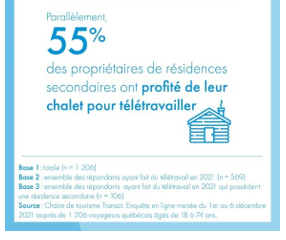 Parallèlement,
55%
des propriétaires de résidences
secondaires ont profité de leur
chalet pour télétravailler
Base 1: totale (n = 1 206)
Base 2 : ensemble des répondants ayant fait du télétravail en 2021 (n = 569)
Base 3 : ensemble des répondants ayant fait du télétravail en 2021 qui possèdent
une résidence secondaire (n = 106).
Source: Chaire de tourisme Transat. Enquête en ligne menée du 1er au 6 décembre
2021 auprès de 1 206 voyageurs québécois âgés de 18 à 74 ans.